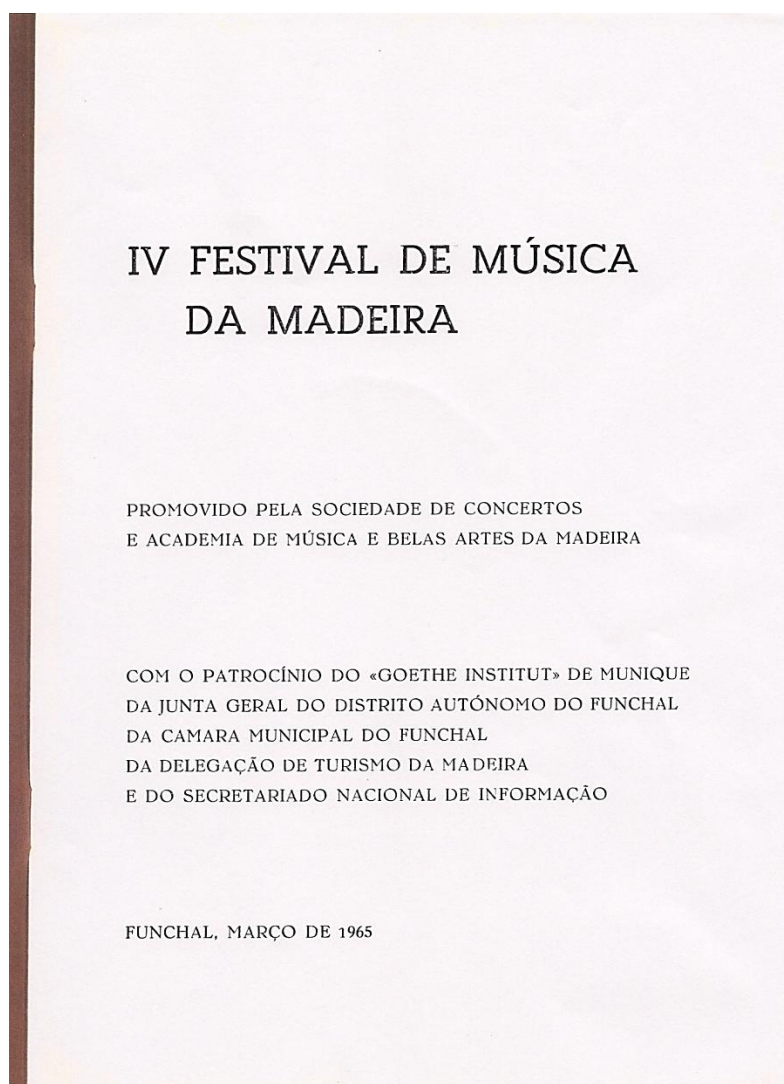 IV FESTIVAL DE MÚSICA
DA MADEIRA
PROMOVIDO PELA SOCIEDADE DE CONCERTOS
E ACADEMIA DE MÚSICA E BELAS ARTES DA MADEIRA
COM O PATROCÍNIO DO «GOETHE INSTITUT» DE MUNIQUE
DA JUNTA GERAL DO DISTRITO AUTÓNOMO DO FUNCHAL
DA CAMARA MUNICIPAL DO FUNCHAL
DA DELEGAÇÃO DE TURISMO DA MADEIRA
E DO SECRETARIADO NACIONAL DE INFORMAÇÃO
FUNCHAL, MARÇO DE 1965